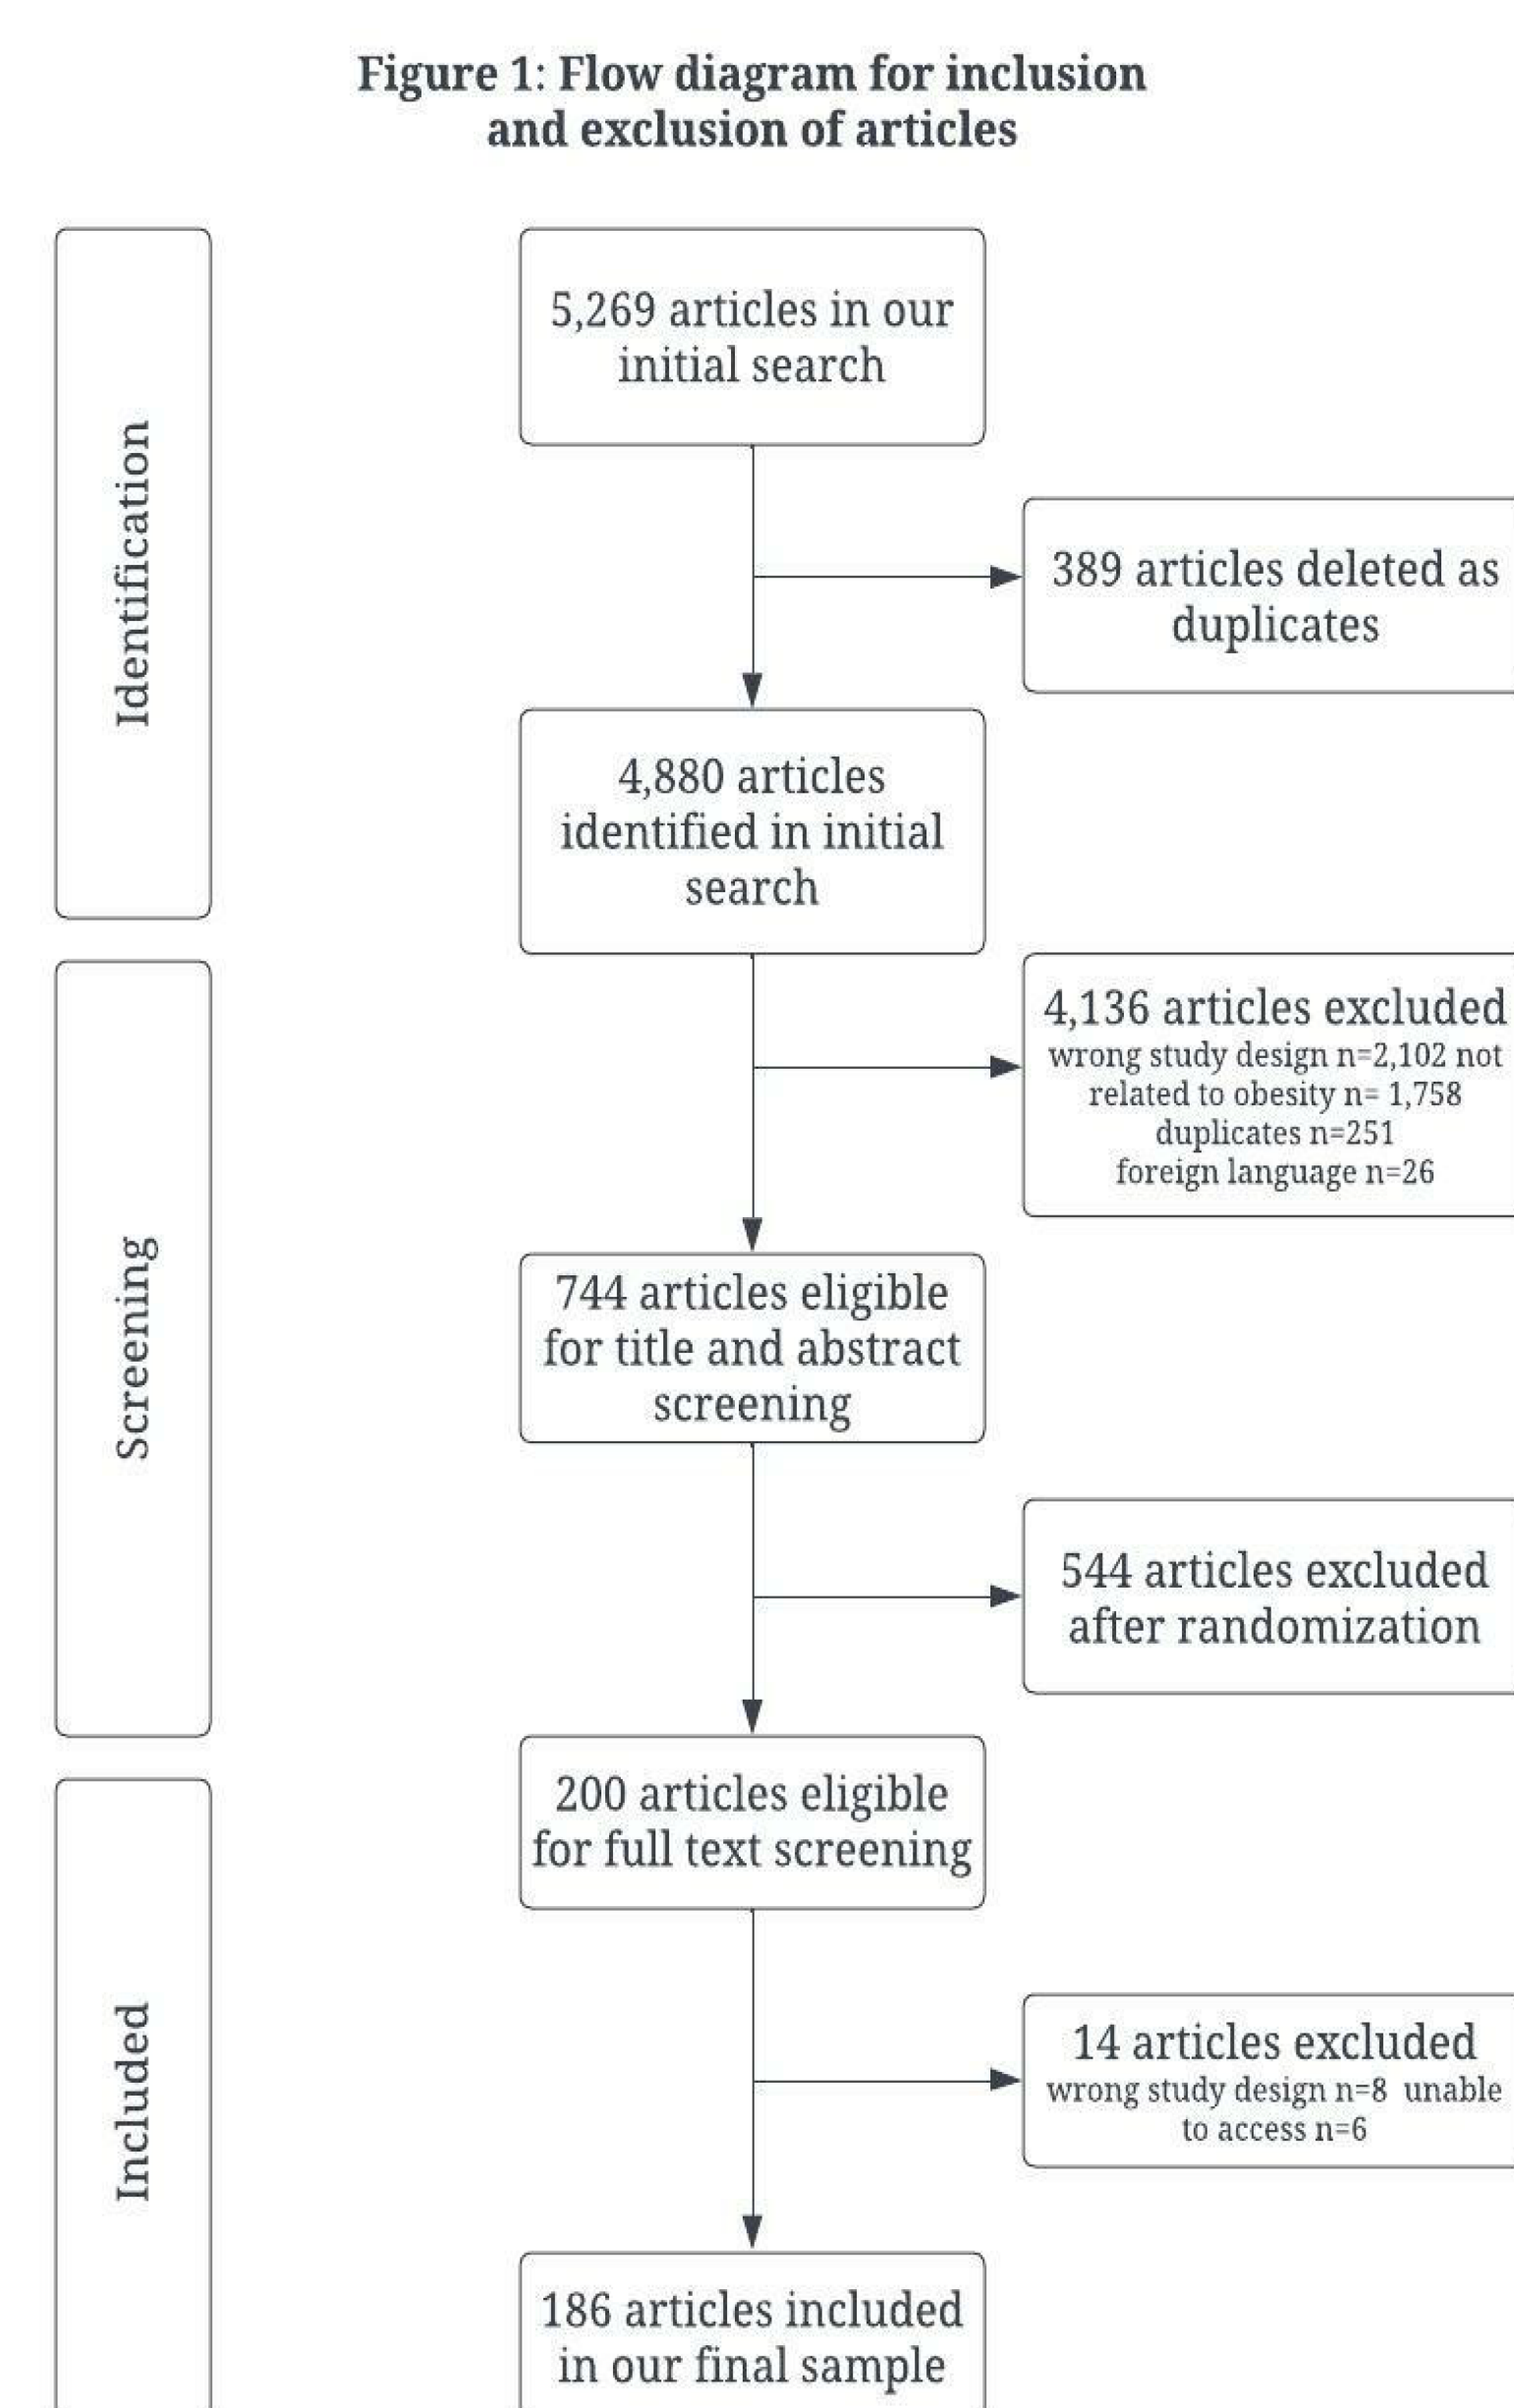 Figure 1: Flow diagram for inclusion
and exclusion of articles
Identification
5,269 articles in our
initial search
389 articles deleted as
duplicates
4,880 articles
identified in initial
search
Screening
4,136 articles excluded
wrong study design n=2,102 not
related to obesity n= 1,758
duplicates n=251
foreign language n=26
744 articles eligible
for title and abstract
screening
544 articles excluded
after randomization
200 articles eligible
for full text screening
Included
14 articles excluded
wrong study design n=8  unable
to access n=6
186 articles included
in our final sample